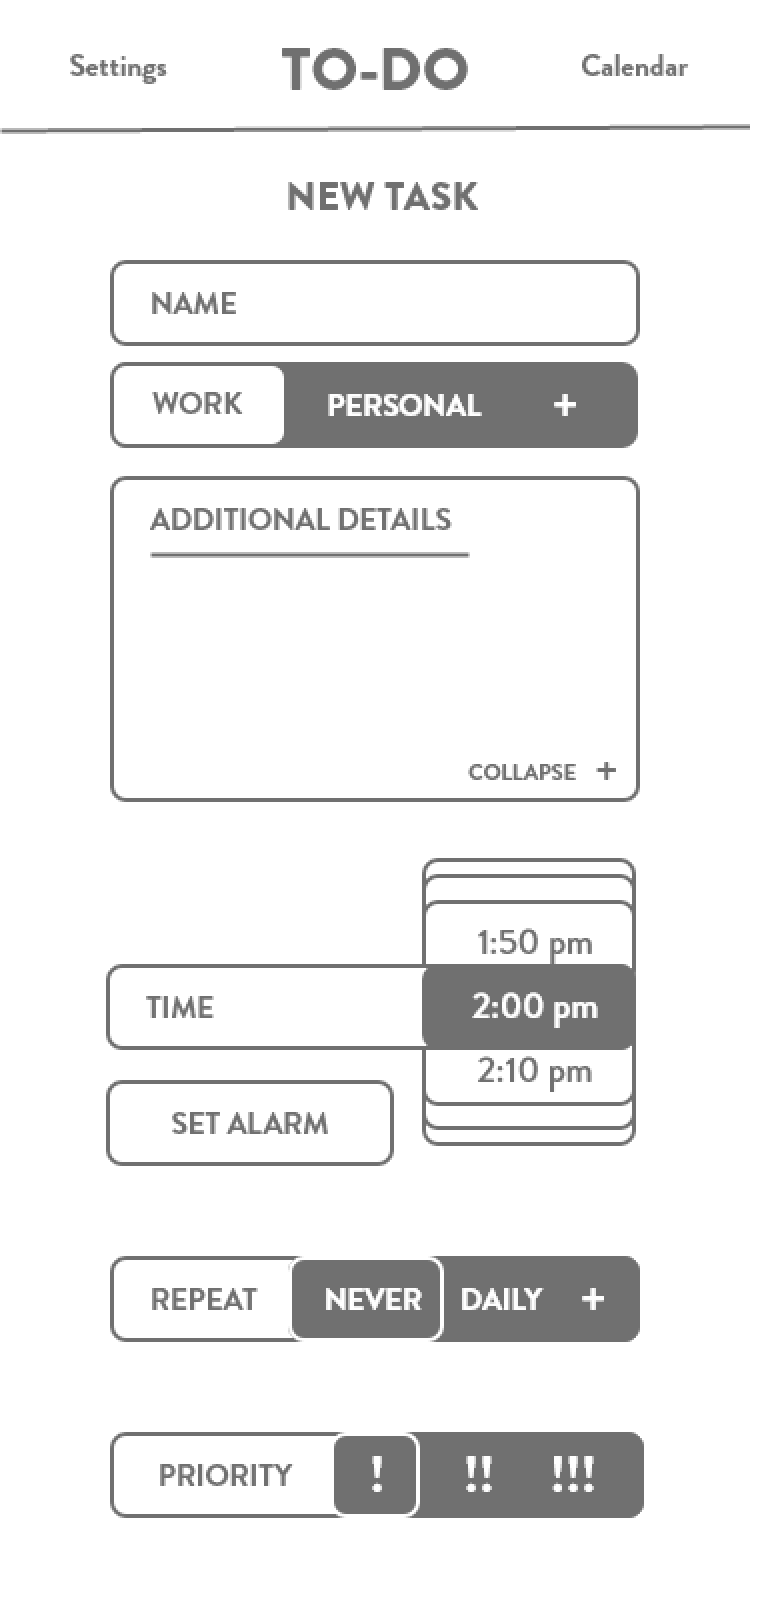 Settings TO-DO Calendar
NEW TASK
NAME
WORK PERSONAL +
ADDITIONAL DETAILS
COLLAPSE +
1:50 pm
TIME 2:00 pm
2:10 pm
SET ALARM
REPEAT NEVER DAILY +
PRIORITY ! !! !!!